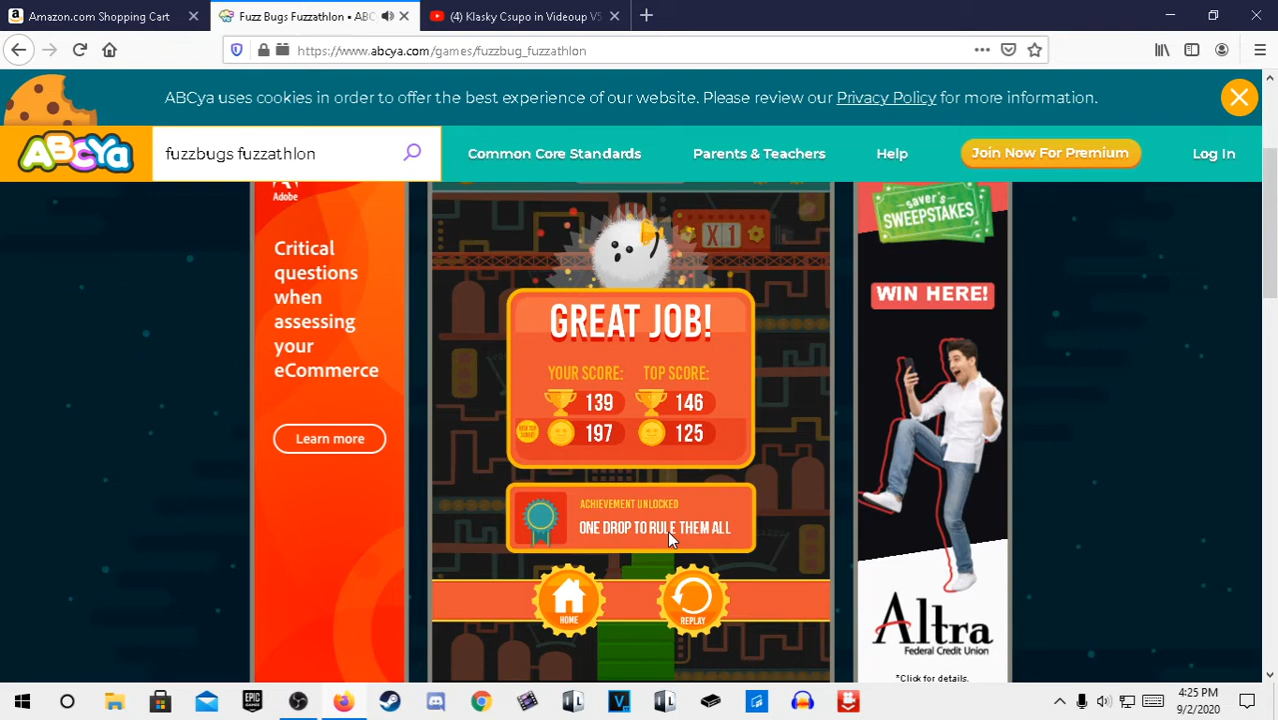 Amazon.com Shopping Cart
Fuzz Bugs Fuzzathlon • ABC
(4) Klasky Csupo in Videoup V5
https://www.abcya.com/games/fuzzbug_fuzzathlon
ABCya uses cookies in order to offer the best experience of our website. Please review our Privacy Policy for more information.
ABCYa
fuzzbugs fuzzathlon
Common Core Standards
Parents & Teachers
Help
Join Now For Premium
Log In
Adobe
Critical
questions
when
assessing
your
eCommerce
Learn more
X1
GREAT JOB!
YOUR SCORE: TOP SCORE:
139 146
197 125
ACHIEVEMENT UNLOCKED
ONE DROP TO RULE THEM ALL
HOME
REPLAY
saver's
SWEEPSTAKES
WIN HERE!
Altra
Federal Credit Union
*Click for details.
EPIC
GAMES
4:25 PM
9/2/2020